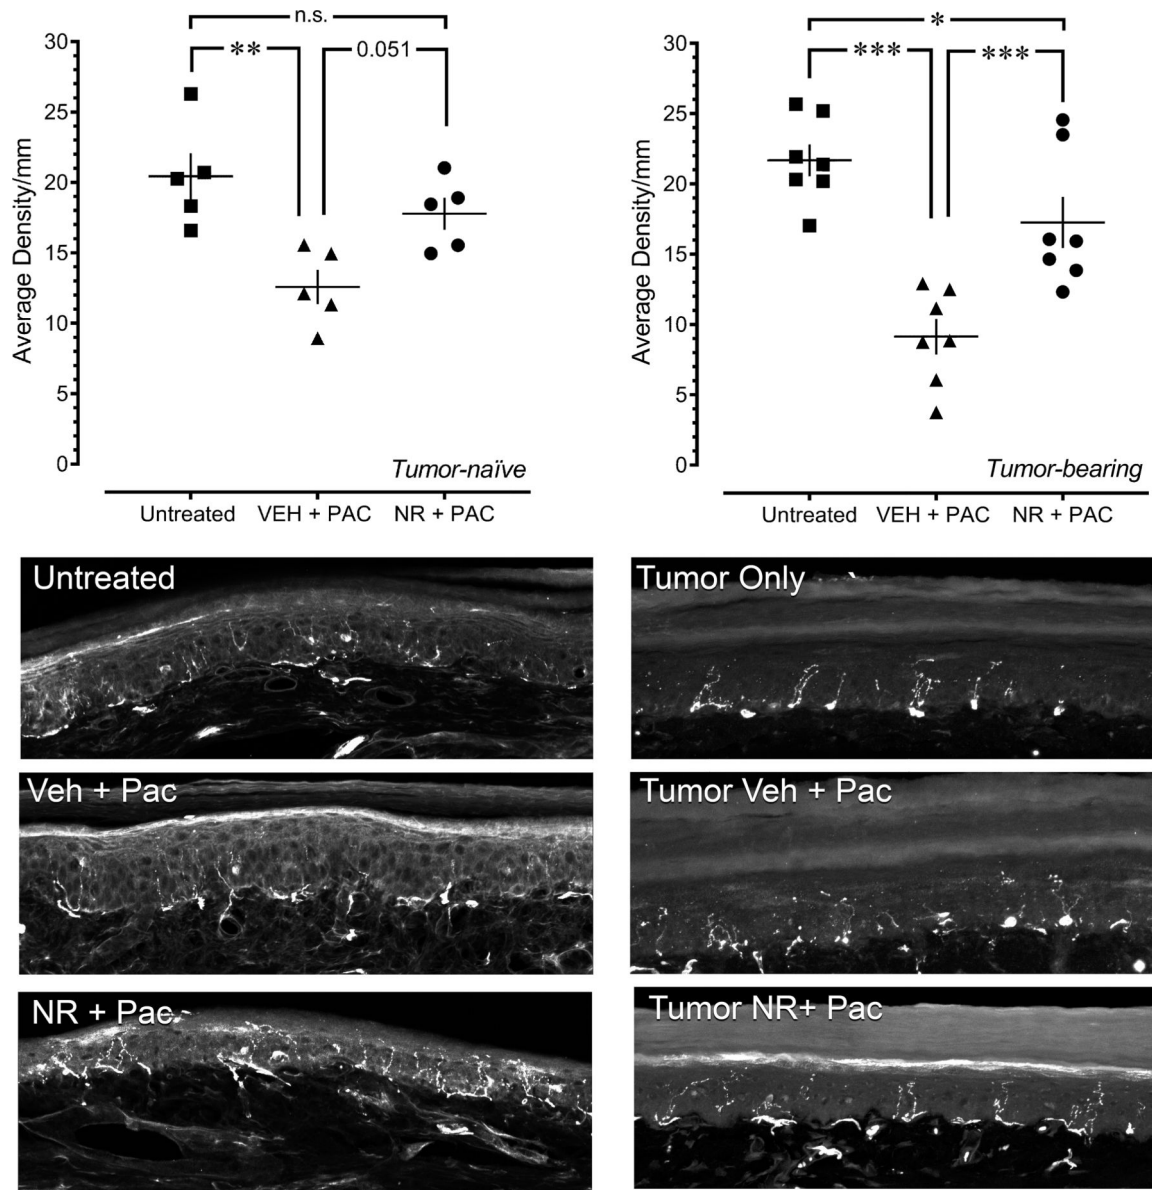 n.s.
** 0.051
30
25
20
15
10
5
0
Average Density/mm
Tumor-naïve
Untreated VEH + PAC NR + PAC
*
*** ***
30
25
20
15
10
5
0
Average Density/mm
Tumor-bearing
Untreated VEH + PAC NR + PAC
Untreated
Tumor Only
Veh + Pac
Tumor Veh + Pac
NR + Pac
Tumor NR+ Pac